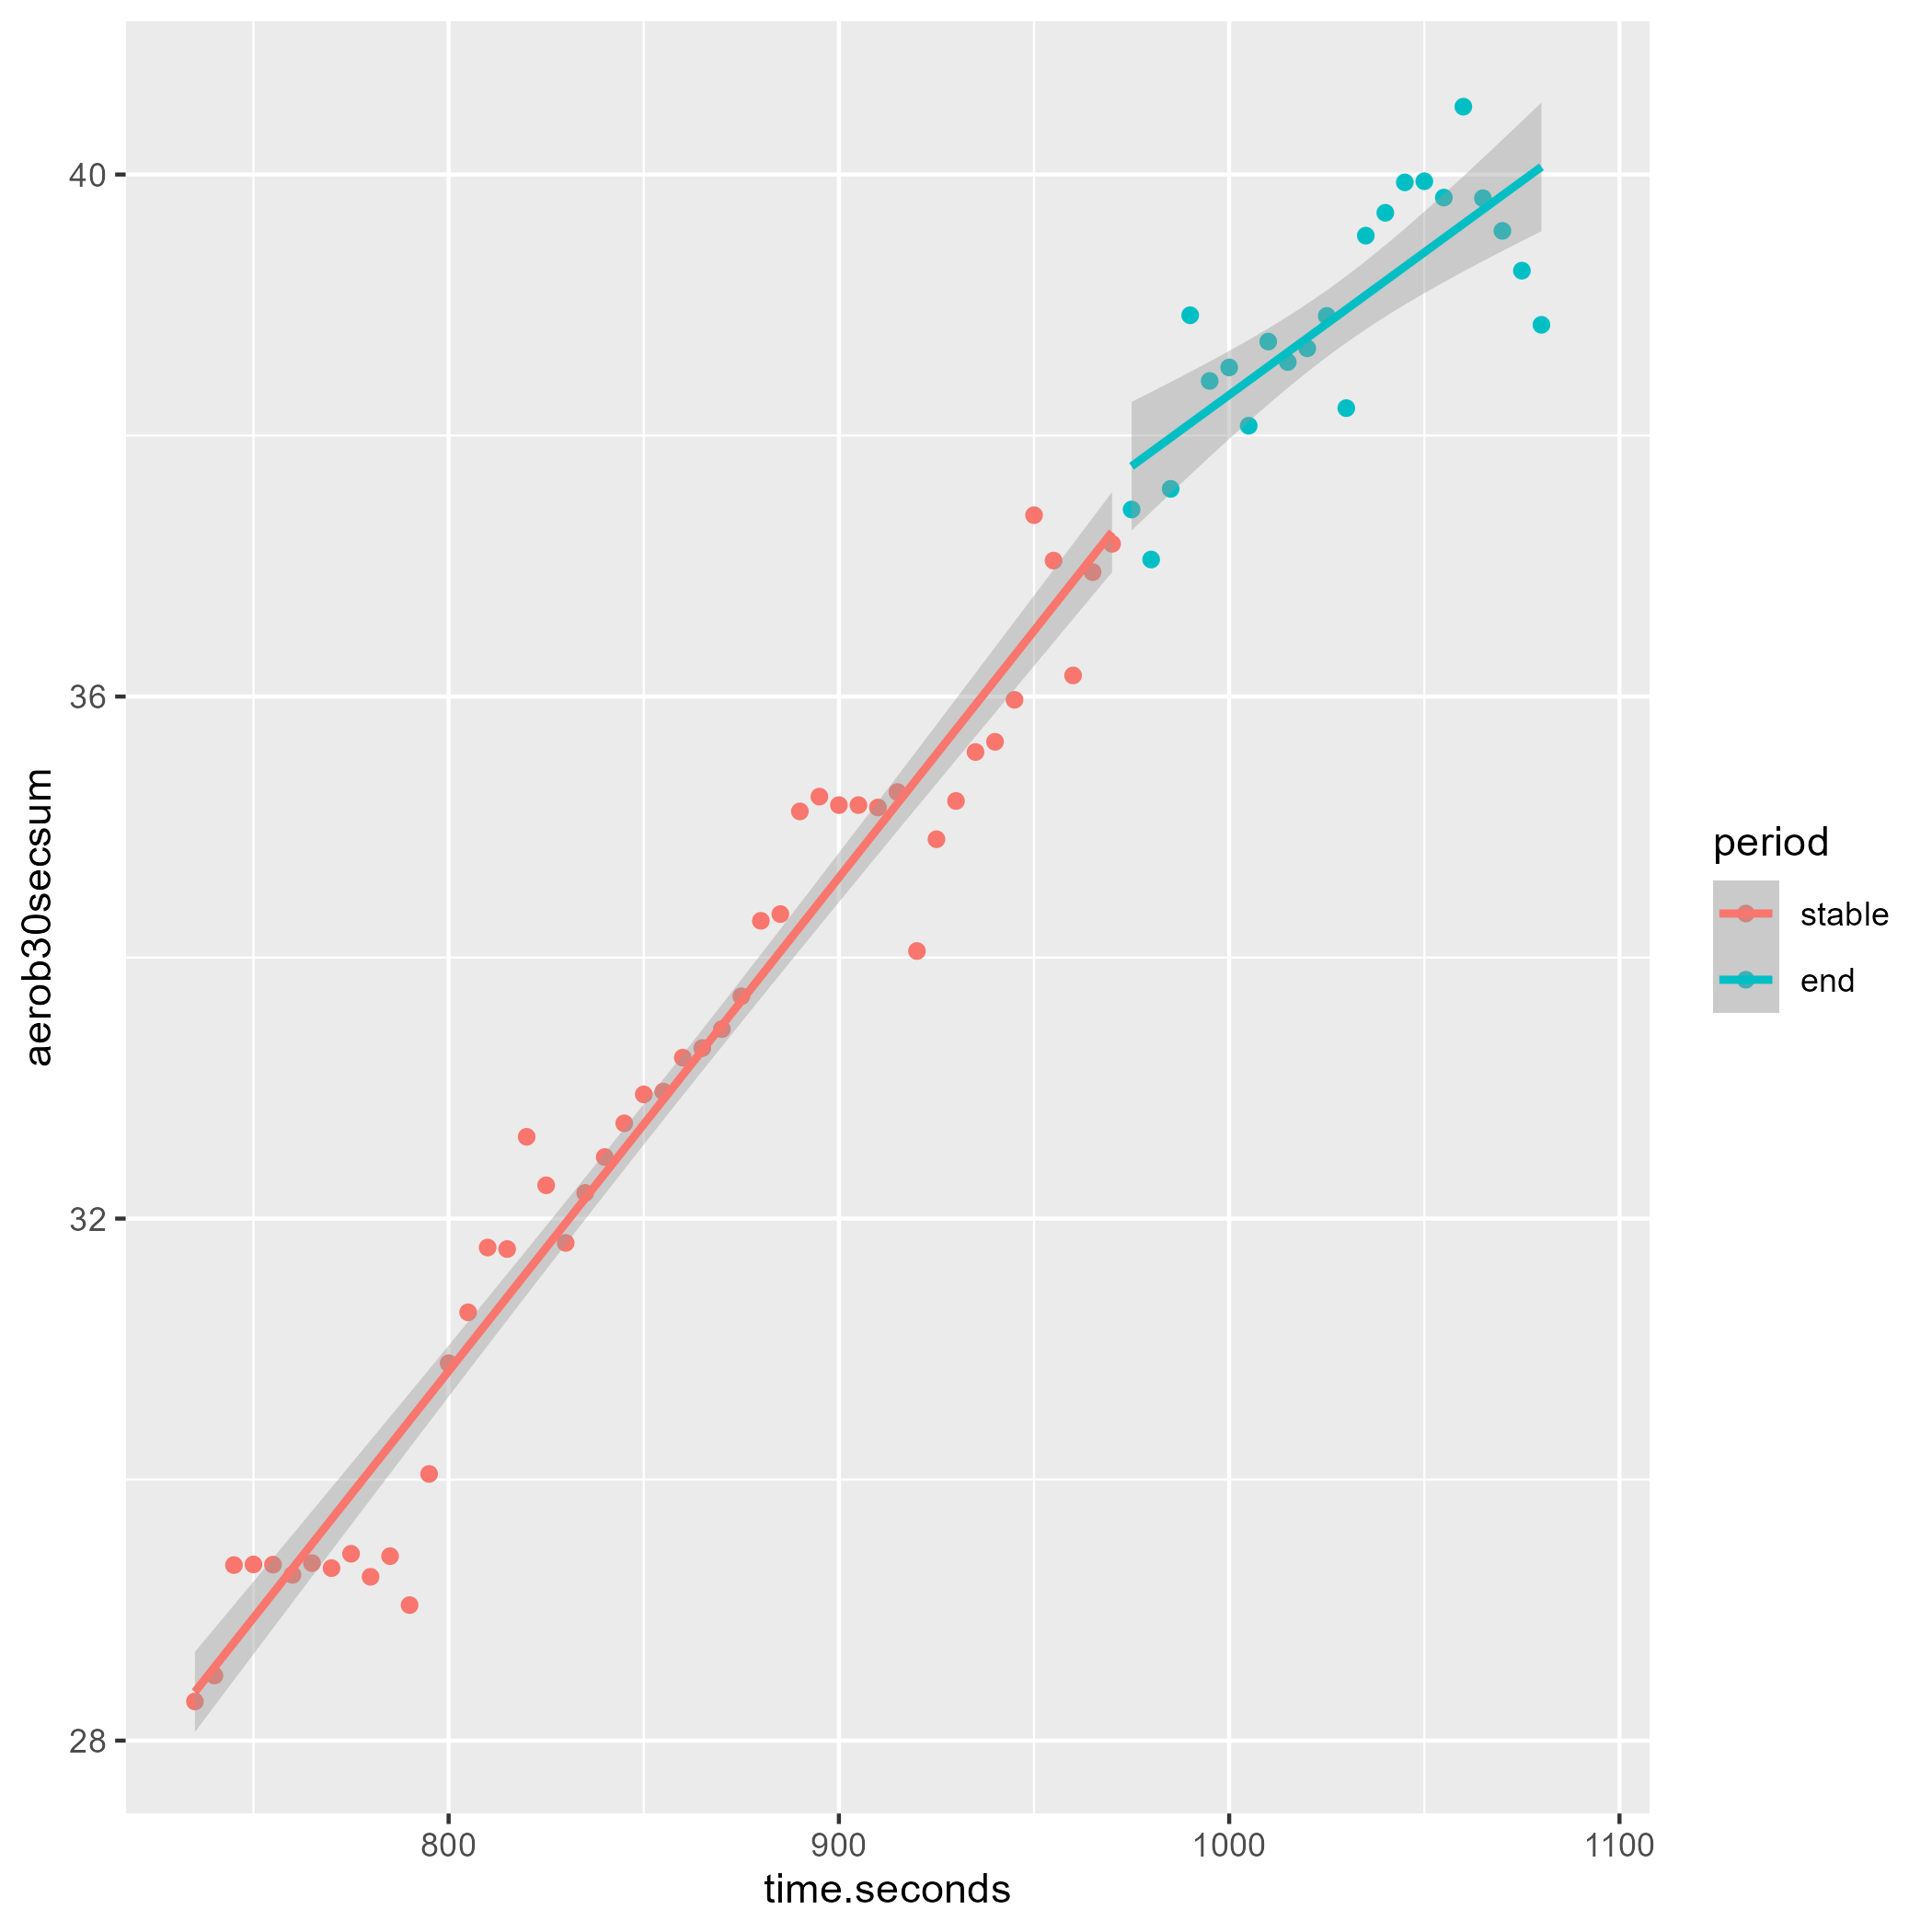 40
36
32
28
aerob30secsum
800
900
1000
1100
time.seconds
period
stable
end